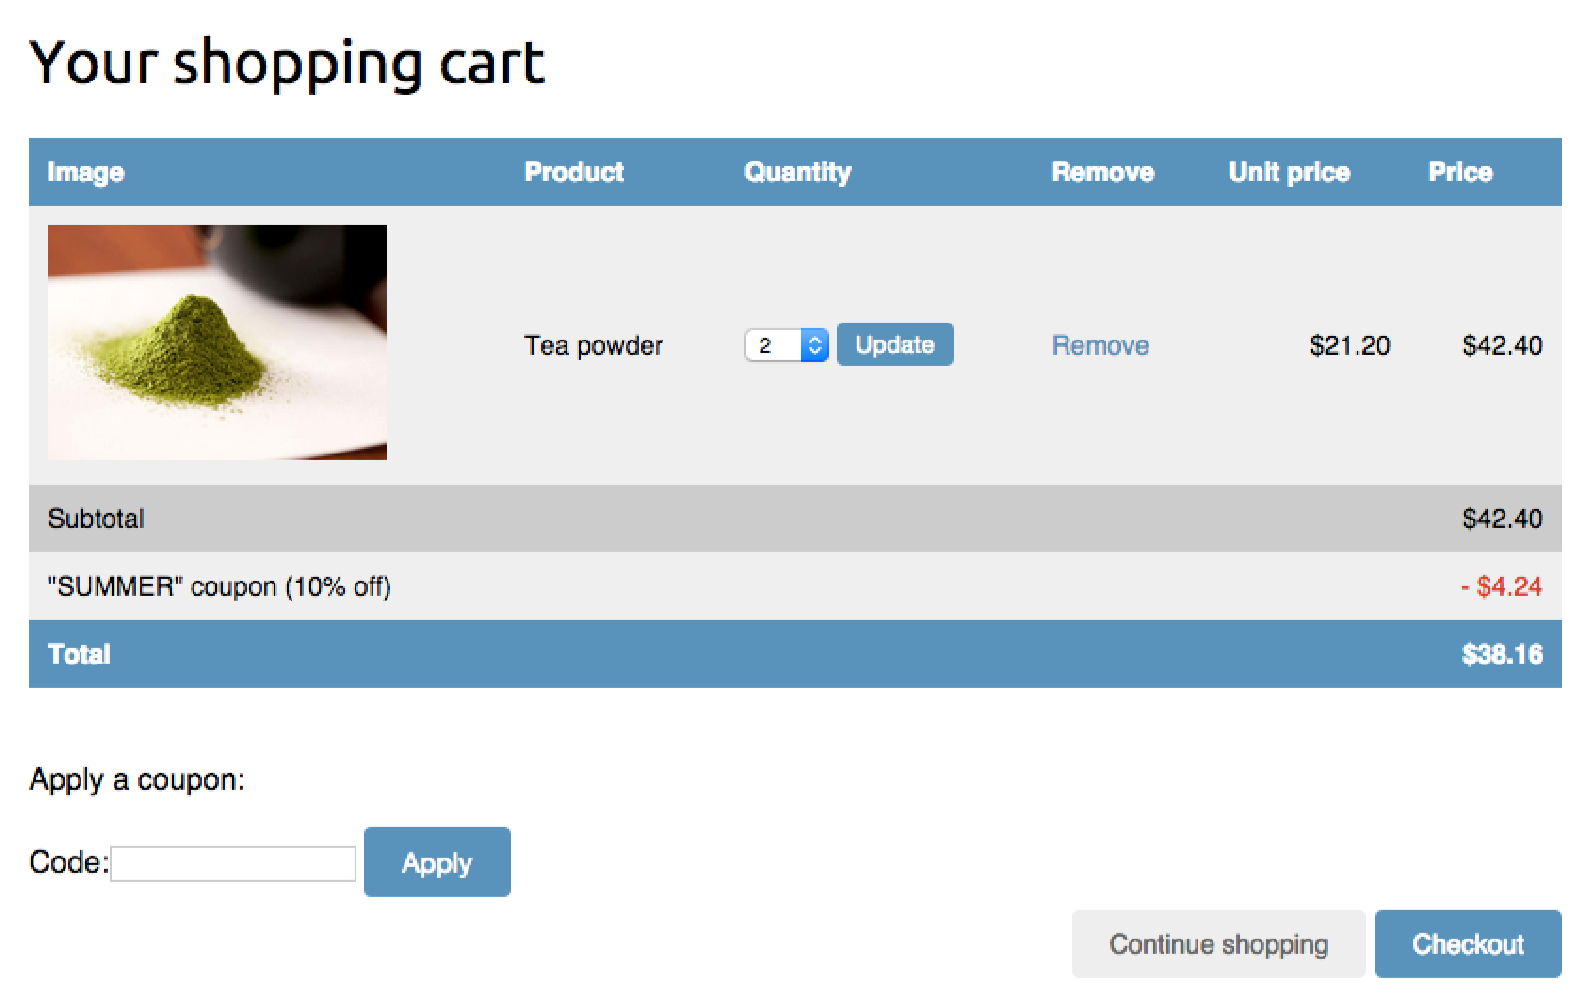 Your shopping cart
Image Product Quantity Remove Unit price Price
Tea powder 2 Update Remove $21.20 $42.40
Subtotal $42.40
"SUMMER" coupon (10% off) - $4.24
Total $38.16
Apply a coupon:
Code: Apply
Continue shopping Checkout